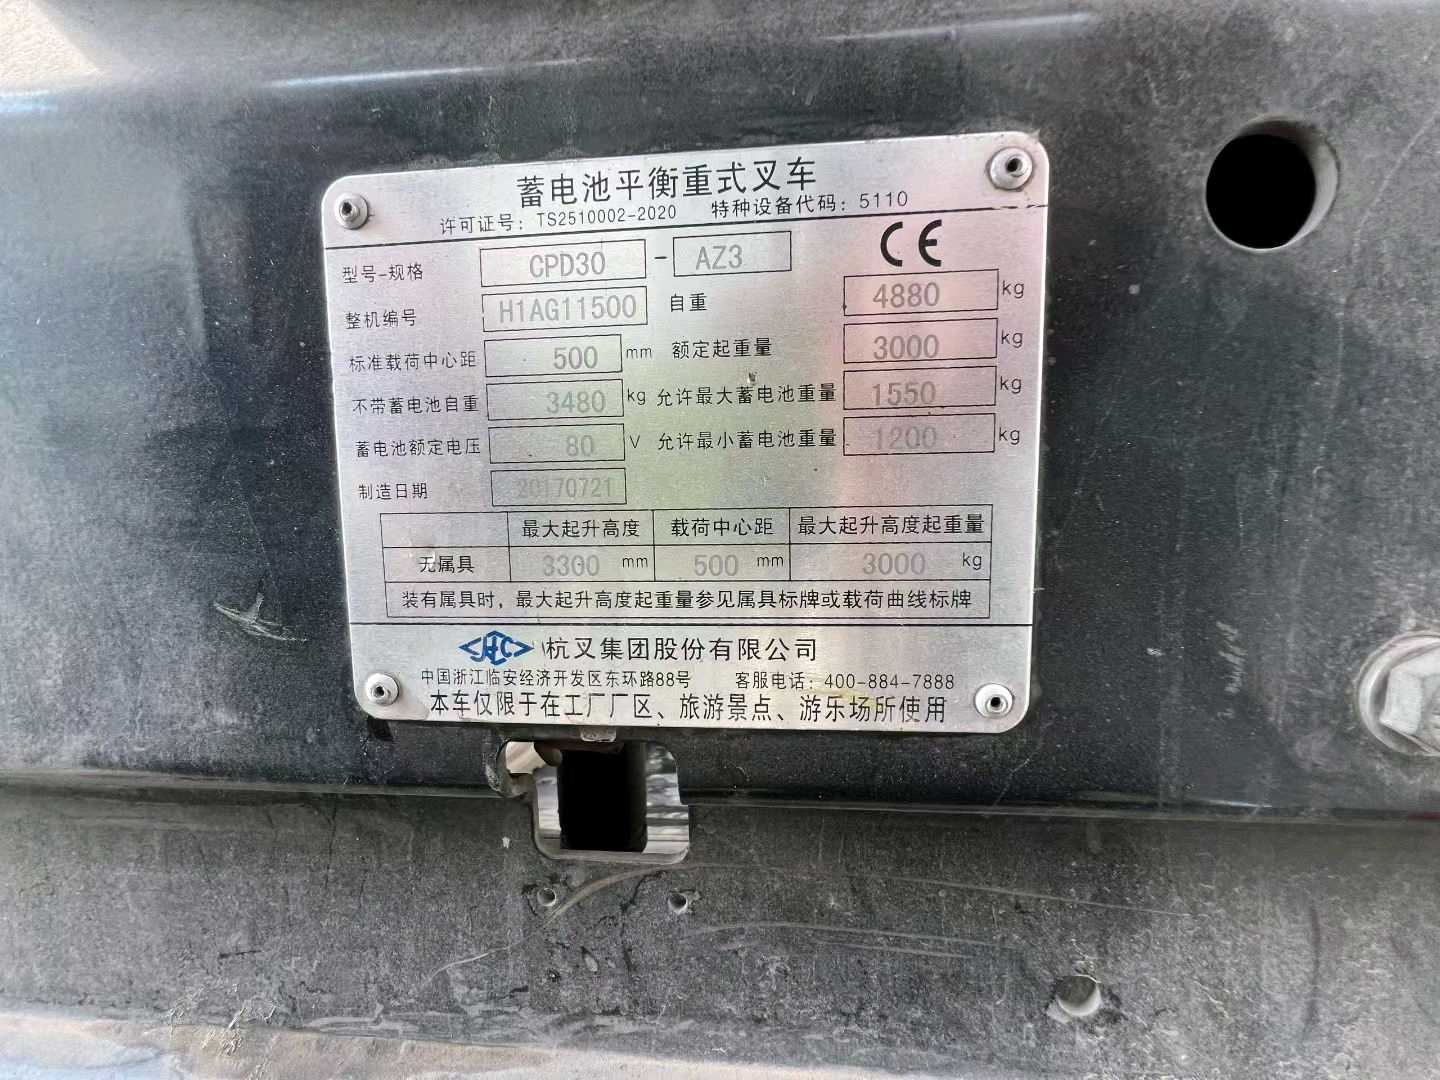 蓄电池平衡重式叉车
许可证号：TS2510002-2020 特种设备代码：5110
型号-规格 CPD30 - AZ3 CE
整机编号 H1AG11500 自重 4880 kg
标准载荷中心距 500 mm 额定起重量 3000 kg
不带蓄电池自重 3480 kg 允许最大蓄电池重量 1550 kg
蓄电池额定电压 80 V 允许最小蓄电池重量 1200 kg
制造日期 20170721
最大起升高度 载荷中心距 最大起升高度起重量
无属具 3300 mm 500 mm 3000 kg
装有属具时，最大起升高度起重量参见属具标牌或载荷曲线标牌
HC 杭叉集团股份有限公司
中国浙江临安经济开发区东环路88号 客服电话：400-884-7888
本车仅限于在工厂厂区、旅游景点、游乐场所使用